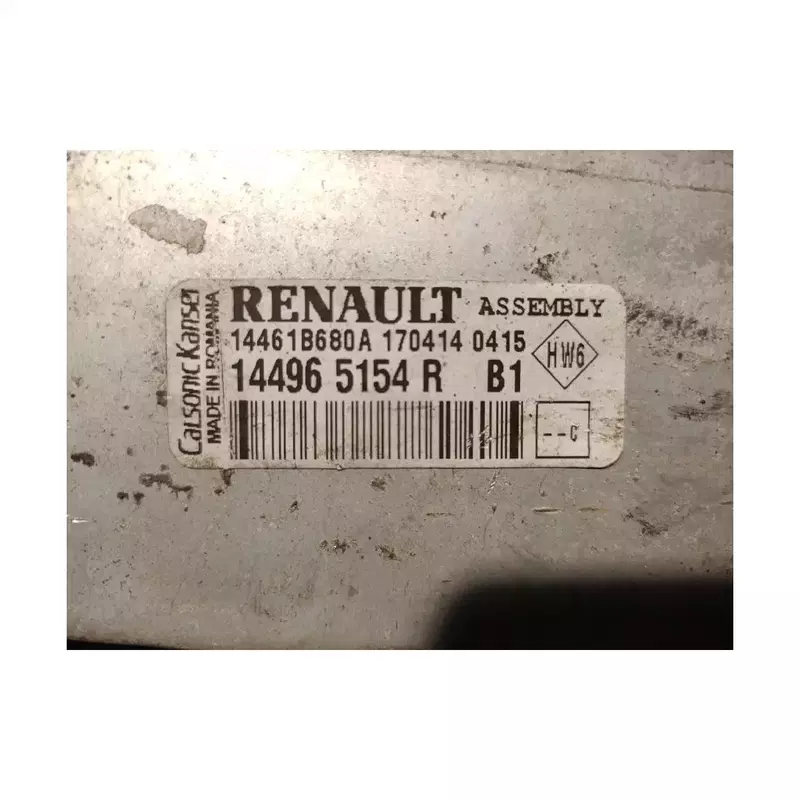 Calsonic Kansei
MADE IN ROMANIA
RENAULT ASSEMBLY
14461B680A 170414 0415
14496 5154 R B1
HW6
--C